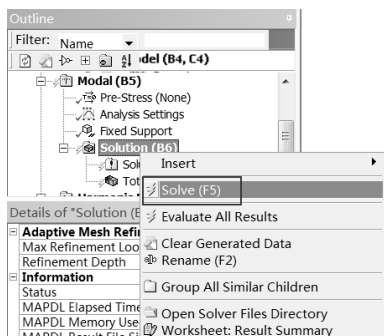 Outline
Filter: Name
Model (B4, C4)
Modal (B5)
Pre-Stress (None)
Analysis Settings
Fixed Support
Solution (B6)
Insert
Solve (F5)
Evaluate All Results
Clear Generated Data
Rename (F2)
Group All Similar Children
Open Solver Files Directory
Worksheet: Result Summary
Details of "Solution (B
Adaptive Mesh Refi
Max Refinement Loo
Refinement Depth
Information
Status
MAPDL Elapsed Time
MAPDL Memory Use